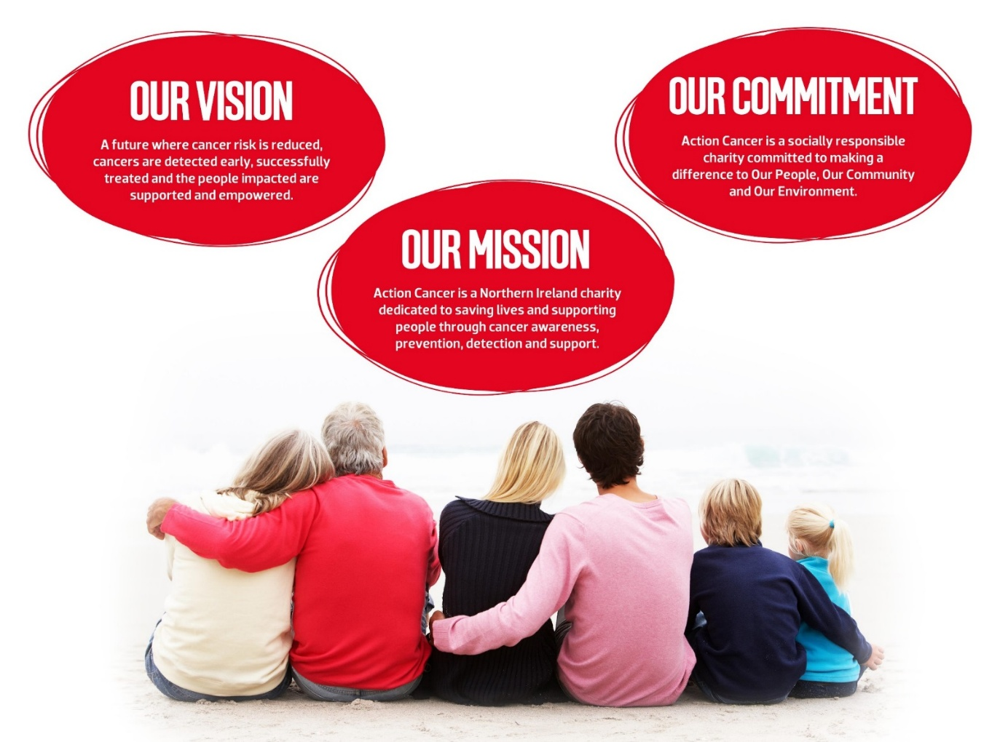 OUR VISION
A future where cancer risk is reduced,
cancers are detected early, successfully
treated and the people impacted are
supported and empowered.
OUR COMMITMENT
Action Cancer is a socially responsible
charity committed to making a
difference to Our People, Our Community
and Our Environment.
OUR MISSION
Action Cancer is a Northern Ireland charity
dedicated to saving lives and supporting
people through cancer awareness,
prevention, detection and support.